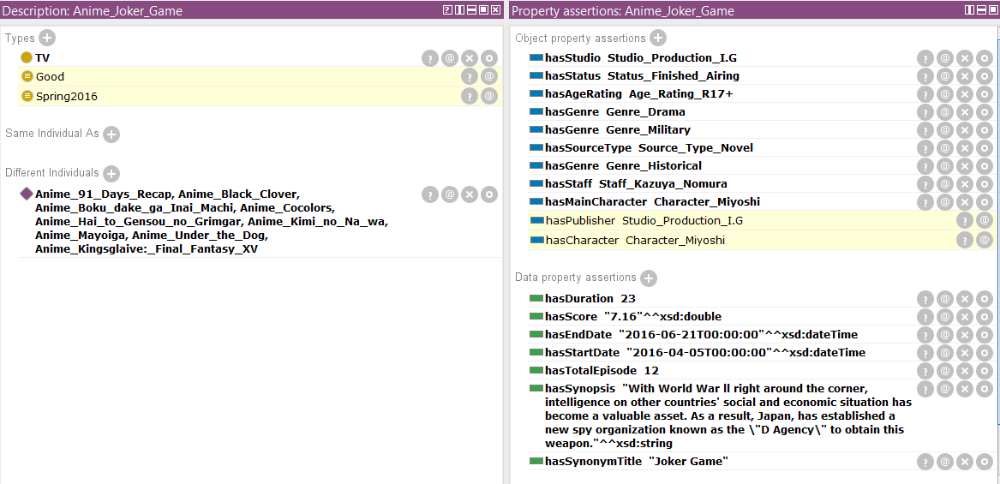 Description: Anime_Joker_Game
Types
TV
Good
Spring2016
Same Individual As
Different Individuals
Anime_91_Days_Recap, Anime_Black_Clover,
Anime_Boku_dake_ga_Inai_Machi, Anime_Cocolors,
Anime_Hai_to_Gensou_no_Grimgar, Anime_Kimi_no_Na_wa,
Anime_Mayoiga, Anime_Under_the_Dog,
Anime_Kingsglaive:_Final_Fantasy_XV
Property assertions: Anime_Joker_Game
Object property assertions
hasStudio Studio_Production_I.G
hasStatus Status_Finished_Airing
hasAgeRating Age_Rating_R17+
hasGenre Genre_Drama
hasGenre Genre_Military
hasSourceType Source_Type_Novel
hasGenre Genre_Historical
hasStaff Staff_Kazuya_Nomura
hasMainCharacter Character_Miyoshi
hasPublisher Studio_Production_I.G
hasCharacter Character_Miyoshi
Data property assertions
hasDuration 23
hasScore "7.16"^^xsd:double
hasEndDate "2016-06-21T00:00:00"^^xsd:dateTime
hasStartDate "2016-04-05T00:00:00"^^xsd:dateTime
hasTotalEpisode 12
hasSynopsis "With World War ll right around the corner,
intelligence on other countries' social and economic situation has
become a valuable asset. As a result, Japan, has established a
new spy organization known as the \"D Agency\" to obtain this
weapon."^^xsd:string
hasSynonymTitle "Joker Game"